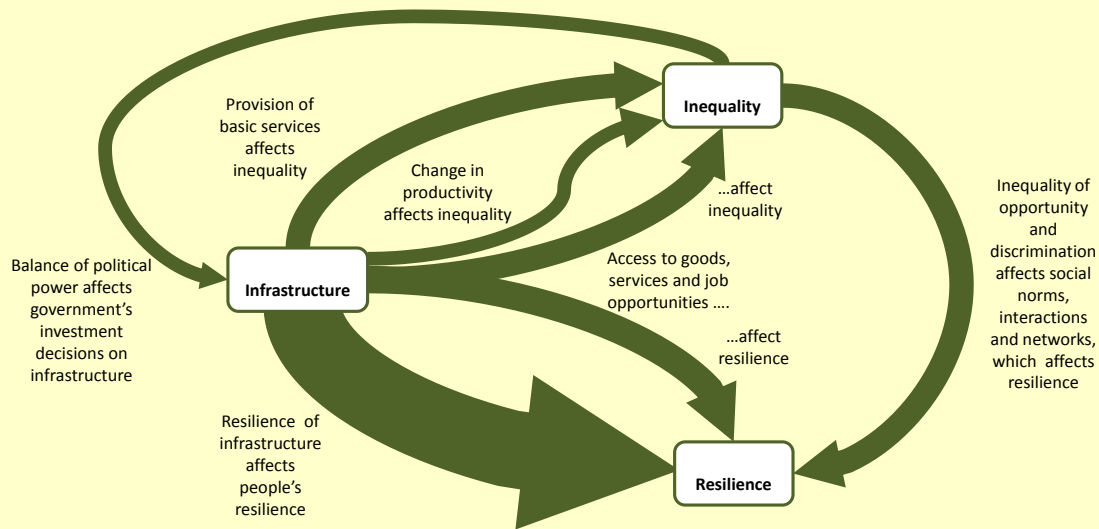 Inequality
Provision of
basic services
affects
inequality
Change in
productivity
affects inequality
...affect
inequality
Inequality of
opportunity
and
discrimination
affects social
norms,
interactions
and networks,
which  affects
resilience
Balance of political
power affects
government’s
investment
decisions on
infrastructure
Infrastructure
Access to goods,
services and job
opportunities ....
...affect
resilience
Resilience  of
infrastructure
affects
people’s
resilience
Resilience